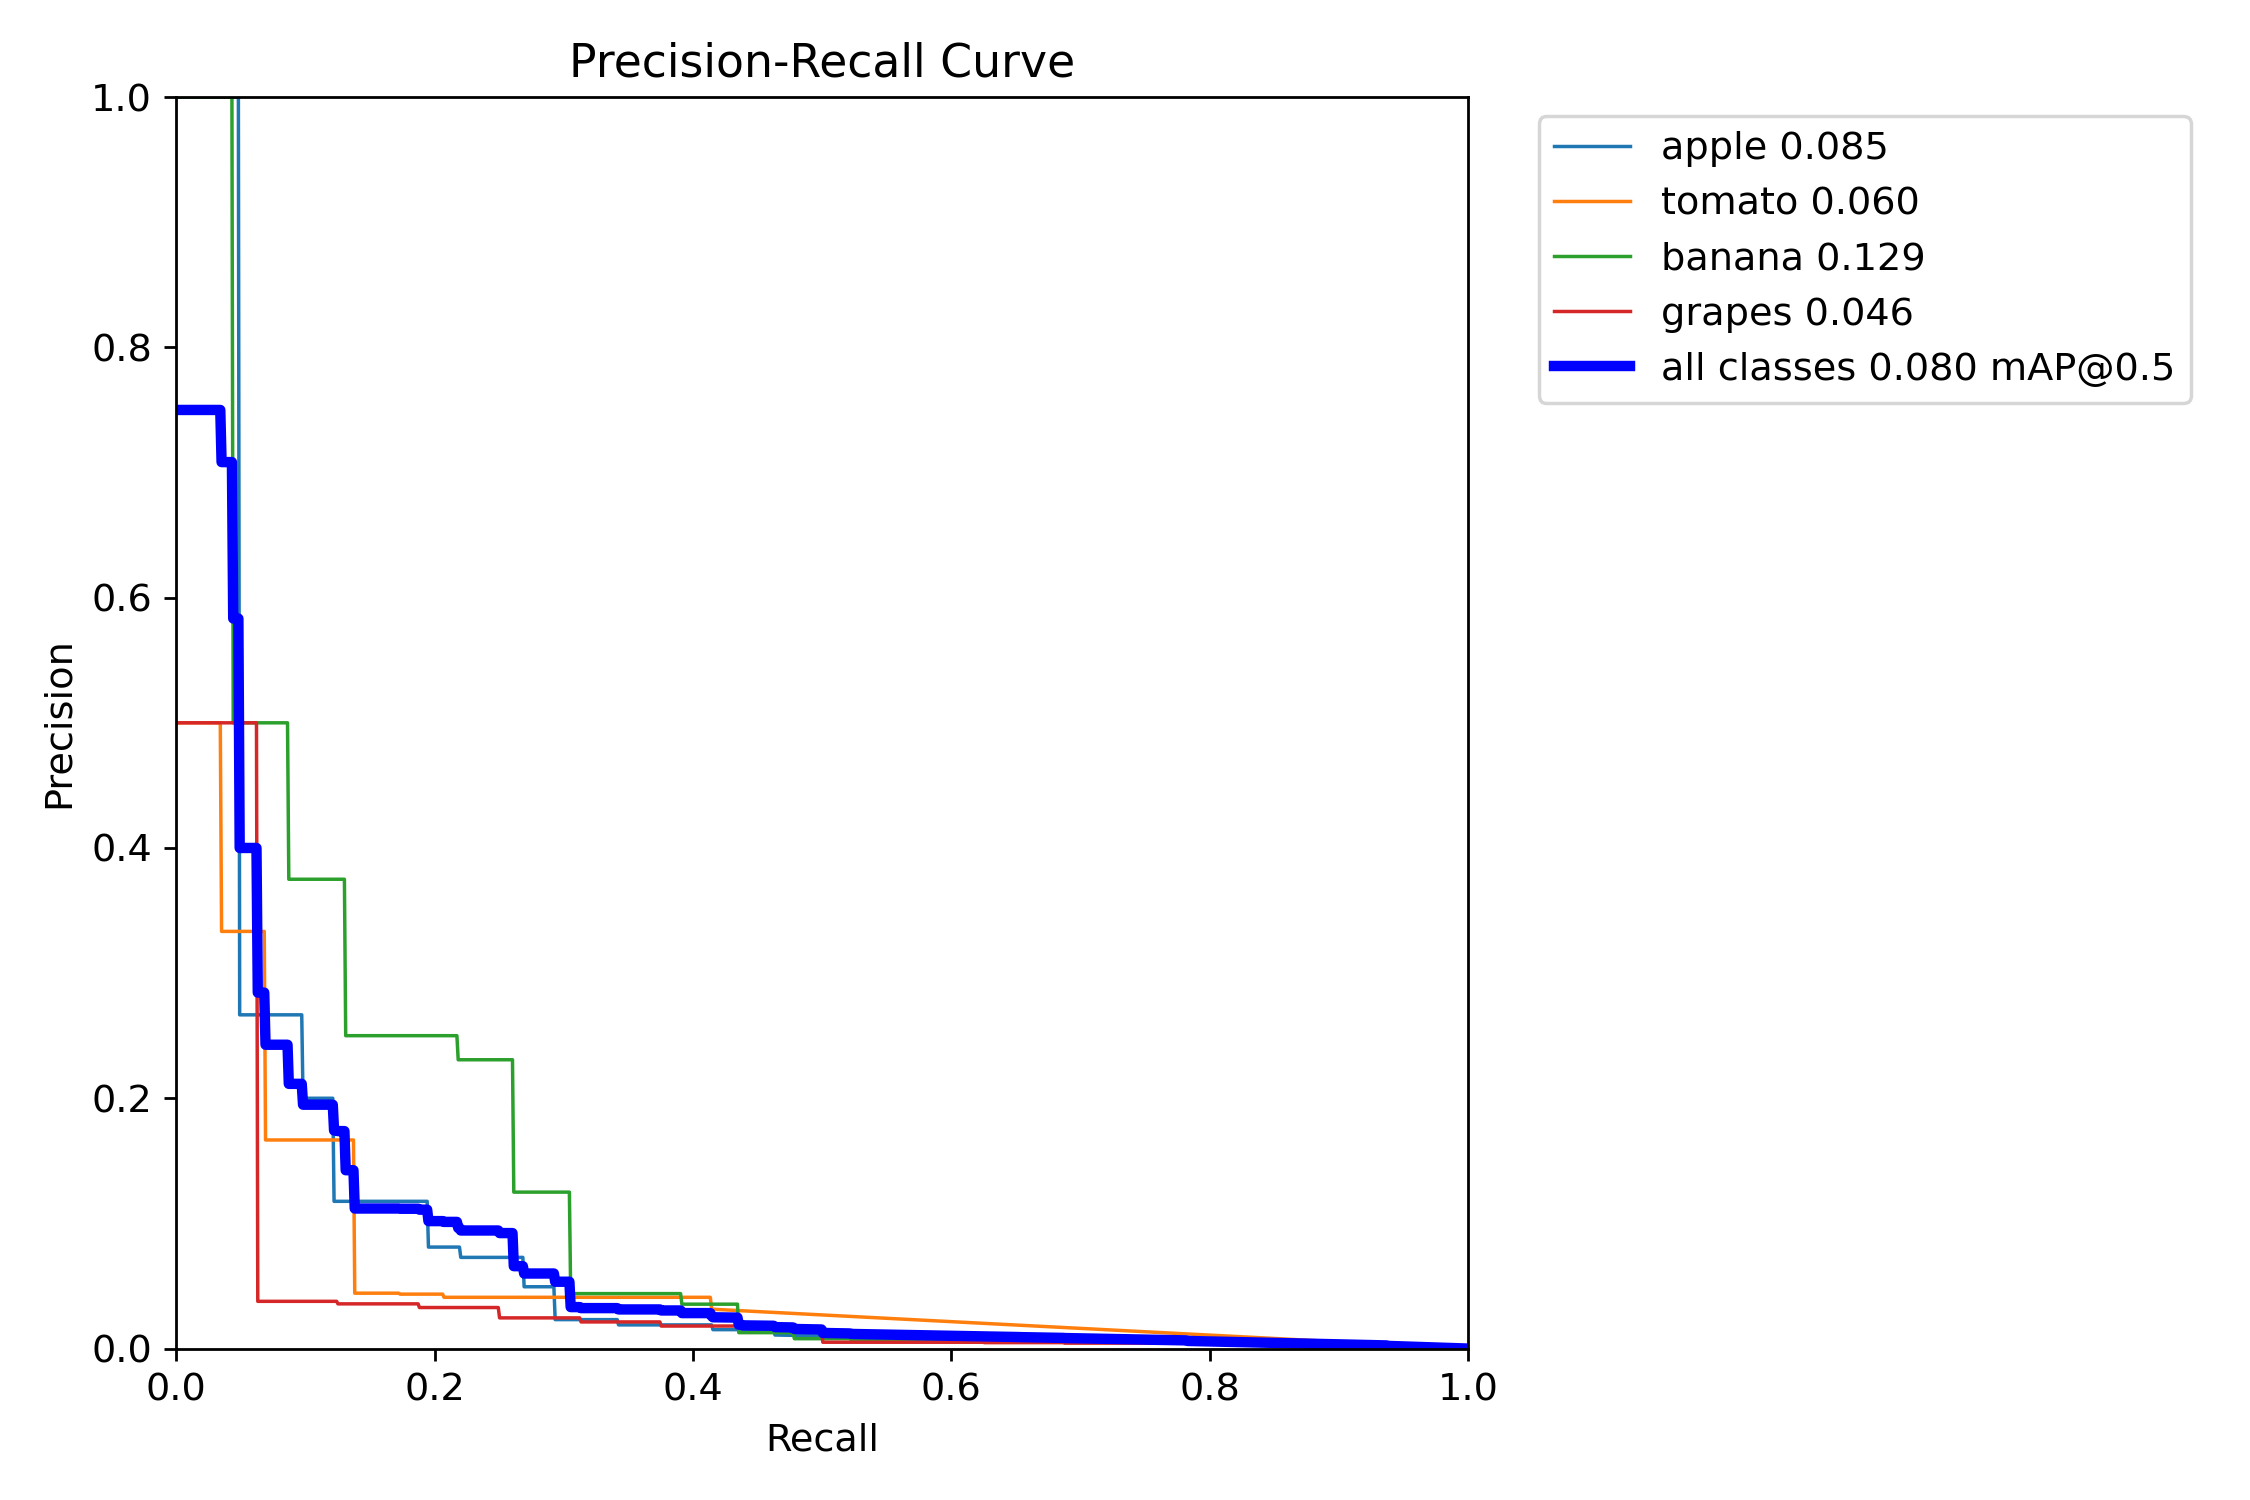 Precision-Recall Curve
1.0
0.8
0.6
0.4
0.2
0.0
Precision
0.0 0.2 0.4 0.6 0.8 1.0
Recall
apple 0.085
tomato 0.060
banana 0.129
grapes 0.046
all classes 0.080 mAP@0.5